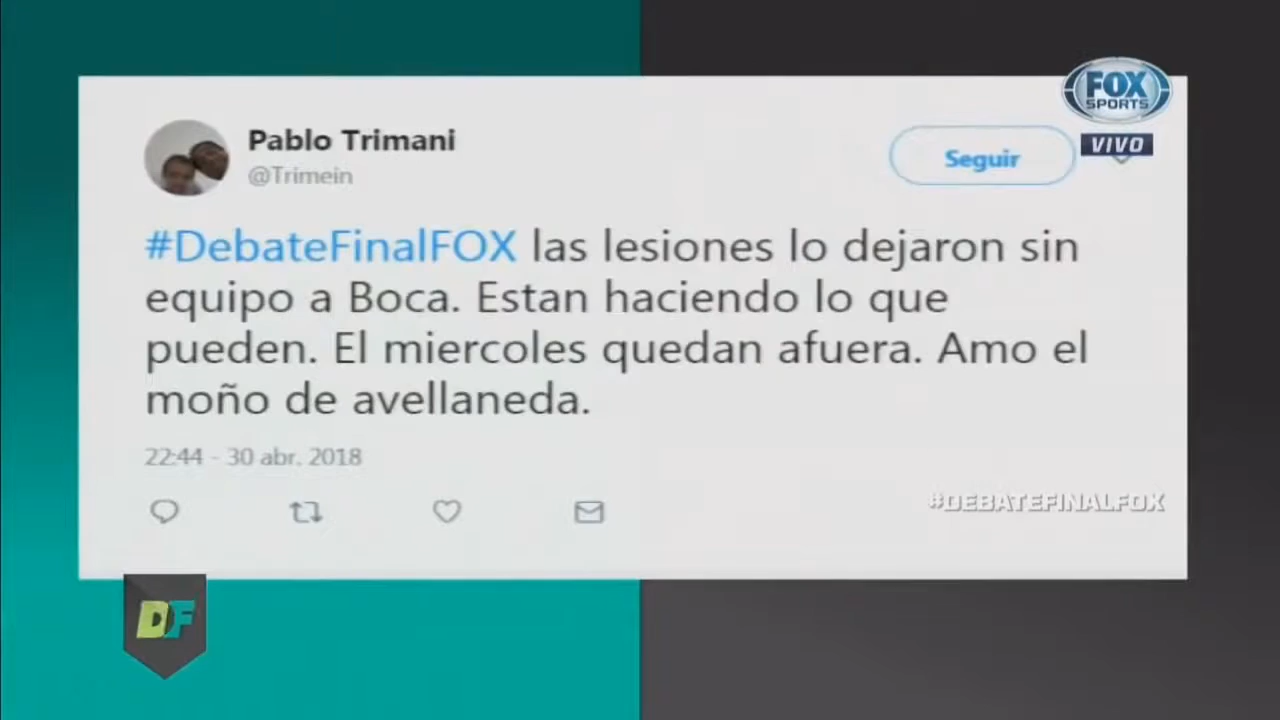 FOX
SPORTS
VIVO
Pablo Trimani
@Trimein
Seguir
#DebateFinalFOX las lesiones lo dejaron sin
equipo a Boca. Estan haciendo lo que
pueden. El miercoles quedan afuera. Amo el
moño de avellaneda.
22:44 - 30 abr. 2018
#DEBATEFINALFOX
DF